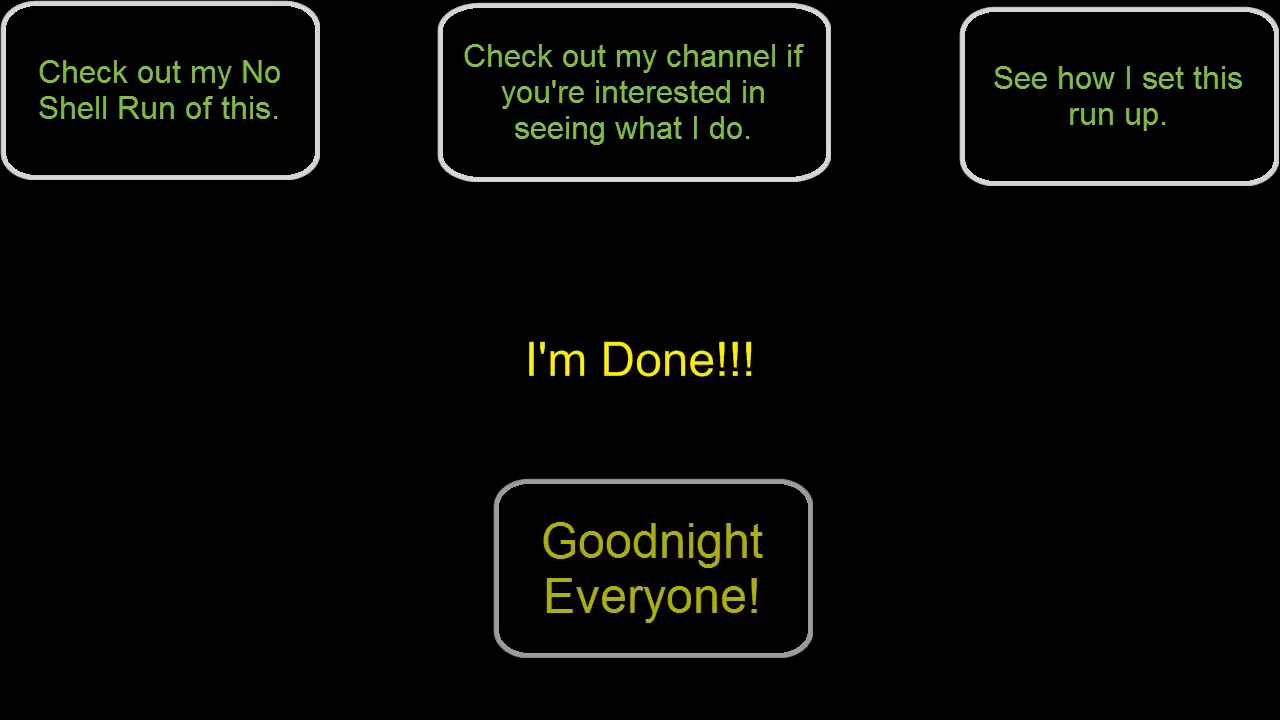 Check out my No
Shell Run of this.
Check out my channel if
you're interested in
seeing what I do.
See how I set this
run up.
I'm Done!!!
Goodnight
Everyone!